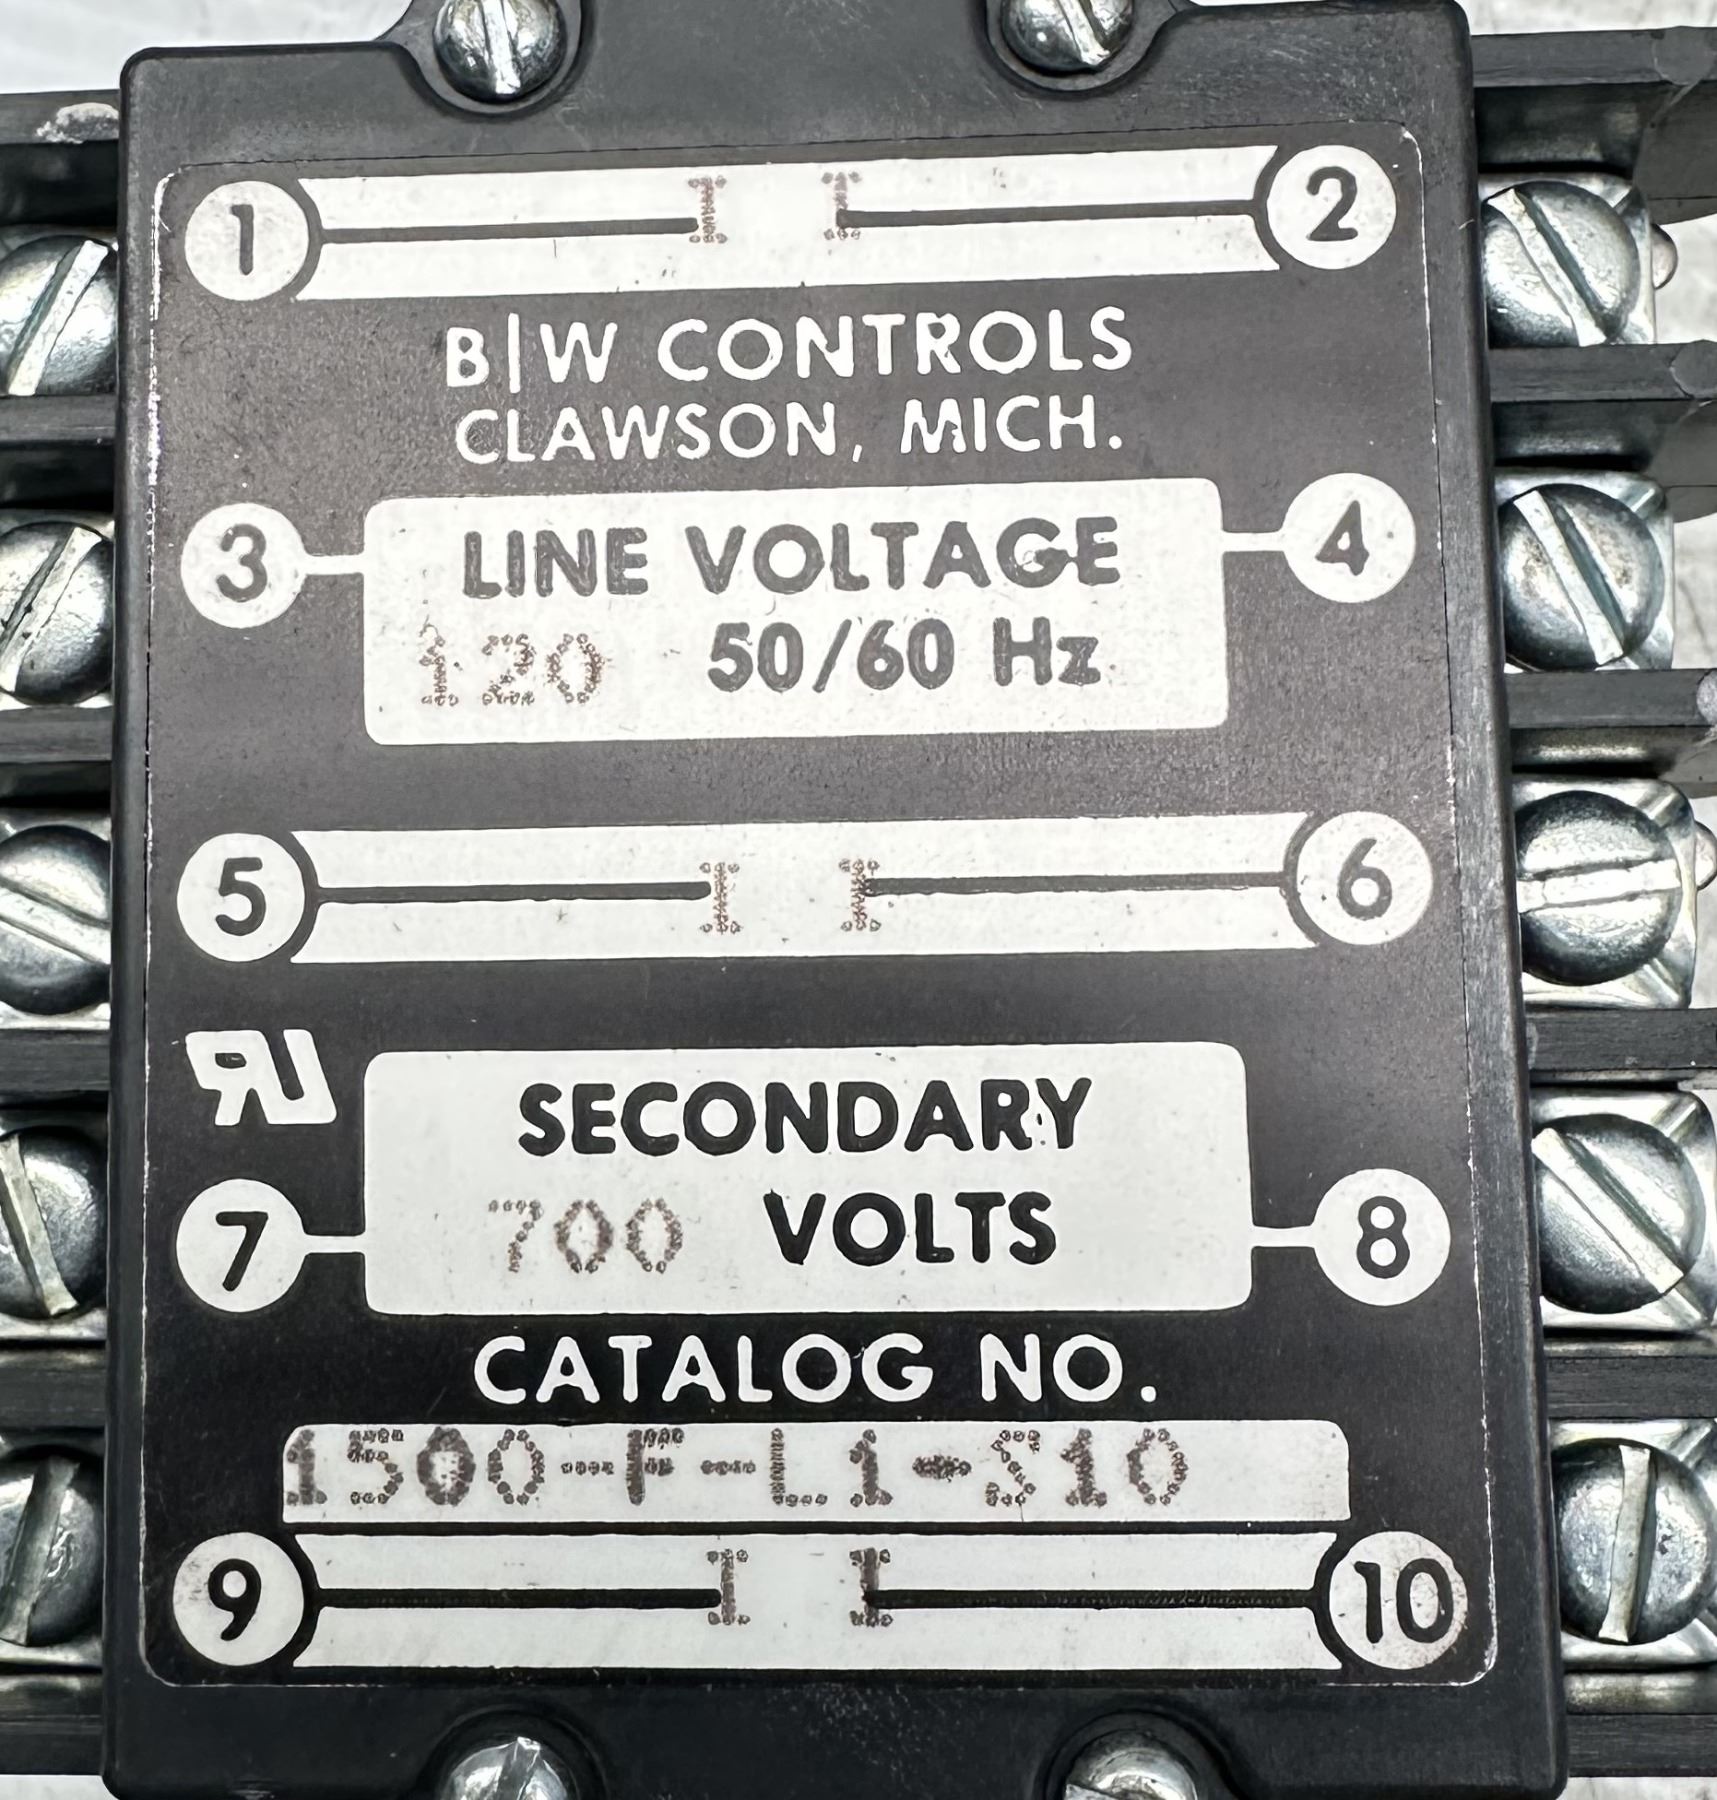 1 I I 2
B|W CONTROLS
CLAWSON, MICH.
3 LINE VOLTAGE 4
120 50/60 Hz
5 I I 6
RU
SECONDARY
7 700 VOLTS 8
CATALOG NO.
1500-F-L1-S10
9 I I 10